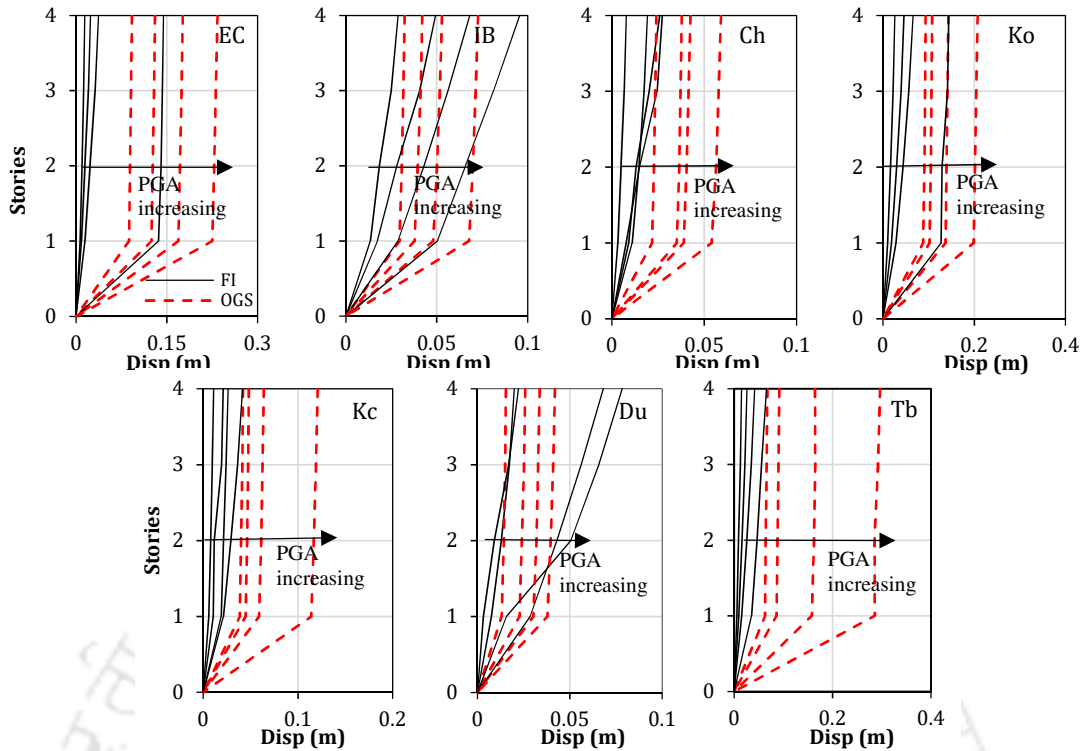 EC
4
3
2
1
0
Stories
PGA
increasing
FI
OGS
0 0.15 0.3
Disp (m)
IB
4
3
2
1
0
PGA
increasing
0 0.05 0.1
Disp (m)
Ch
4
3
2
1
0
PGA
increasing
0 0.05 0.1
Disp (m)
Ko
4
3
2
1
0
PGA
increasing
0 0.2 0.4
Disp (m)
Kc
4
3
2
1
0
Stories
PGA
increasing
0 0.1 0.2
Disp (m)
Du
4
3
2
1
0
PGA
increasing
0 0.05 0.1
Disp (m)
Tb
4
3
2
1
0
PGA
increasing
0 0.2 0.4
Disp (m)